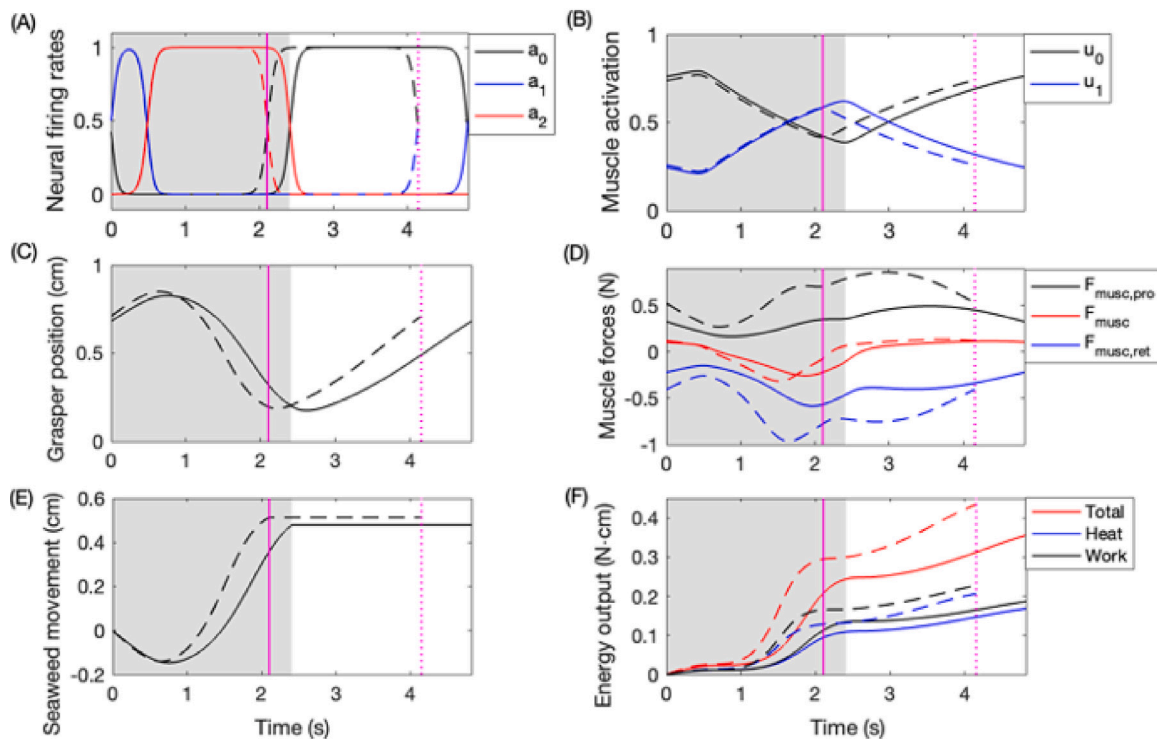 (A)
Neural firing rates
1
0.5
0
0 1 2 3 4
a0
a1
a2
(B)
Muscle activation
1
0.5
0
0 1 2 3 4
u0
u1
(C)
Grasper position (cm)
1
0.5
0
0 1 2 3 4
(D)
Muscle forces (N)
0.5
0
-0.5
-1
0 1 2 3 4
Fmusc,pro
Fmusc
Fmusc,ret
(E)
Seaweed movement (cm)
0.6
0.4
0.2
0
-0.2
0 1 2 3 4
Time (s)
(F)
Energy output (N·cm)
0.4
0.3
0.2
0.1
0
0 1 2 3 4
Time (s)
Total
Heat
Work